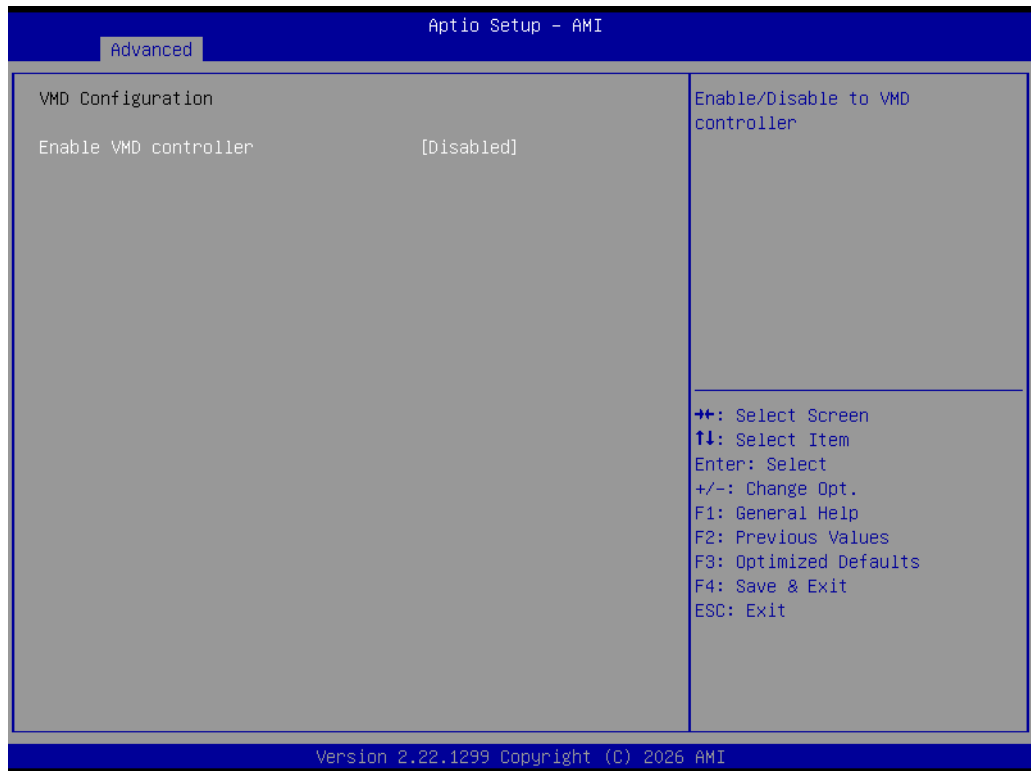 Aptio Setup – AMI
Advanced
VMD Configuration
Enable VMD controller [Disabled]
Enable/Disable to VMD
controller
→←: Select Screen
↑↓: Select Item
Enter: Select
+/-: Change Opt.
F1: General Help
F2: Previous Values
F3: Optimized Defaults
F4: Save & Exit
ESC: Exit
Version 2.22.1299 Copyright (C) 2026 AMI